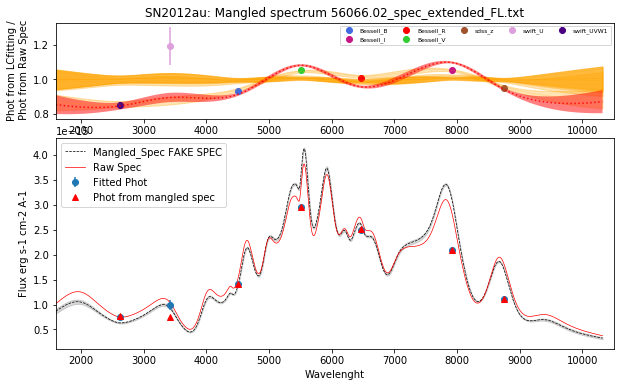 SN2012au: Mangled spectrum 56066.02_spec_extended_FL.txt
Phot from LCfitting /
Phot from Raw Spec
1.2
1.0
0.8
Bessell_B Bessell_R sdss_z swift_U swift_UVW1
Bessell_I Bessell_V
2000 3000 4000 5000 6000 7000 8000 9000 10000
Flux erg s-1 cm-2 A-1
4.0
3.5
3.0
2.5
2.0
1.5
1.0
0.5
Mangled_Spec FAKE SPEC
Raw Spec
Fitted Phot
Phot from mangled spec
2000 3000 4000 5000 6000 7000 8000 9000 10000
Wavelenght